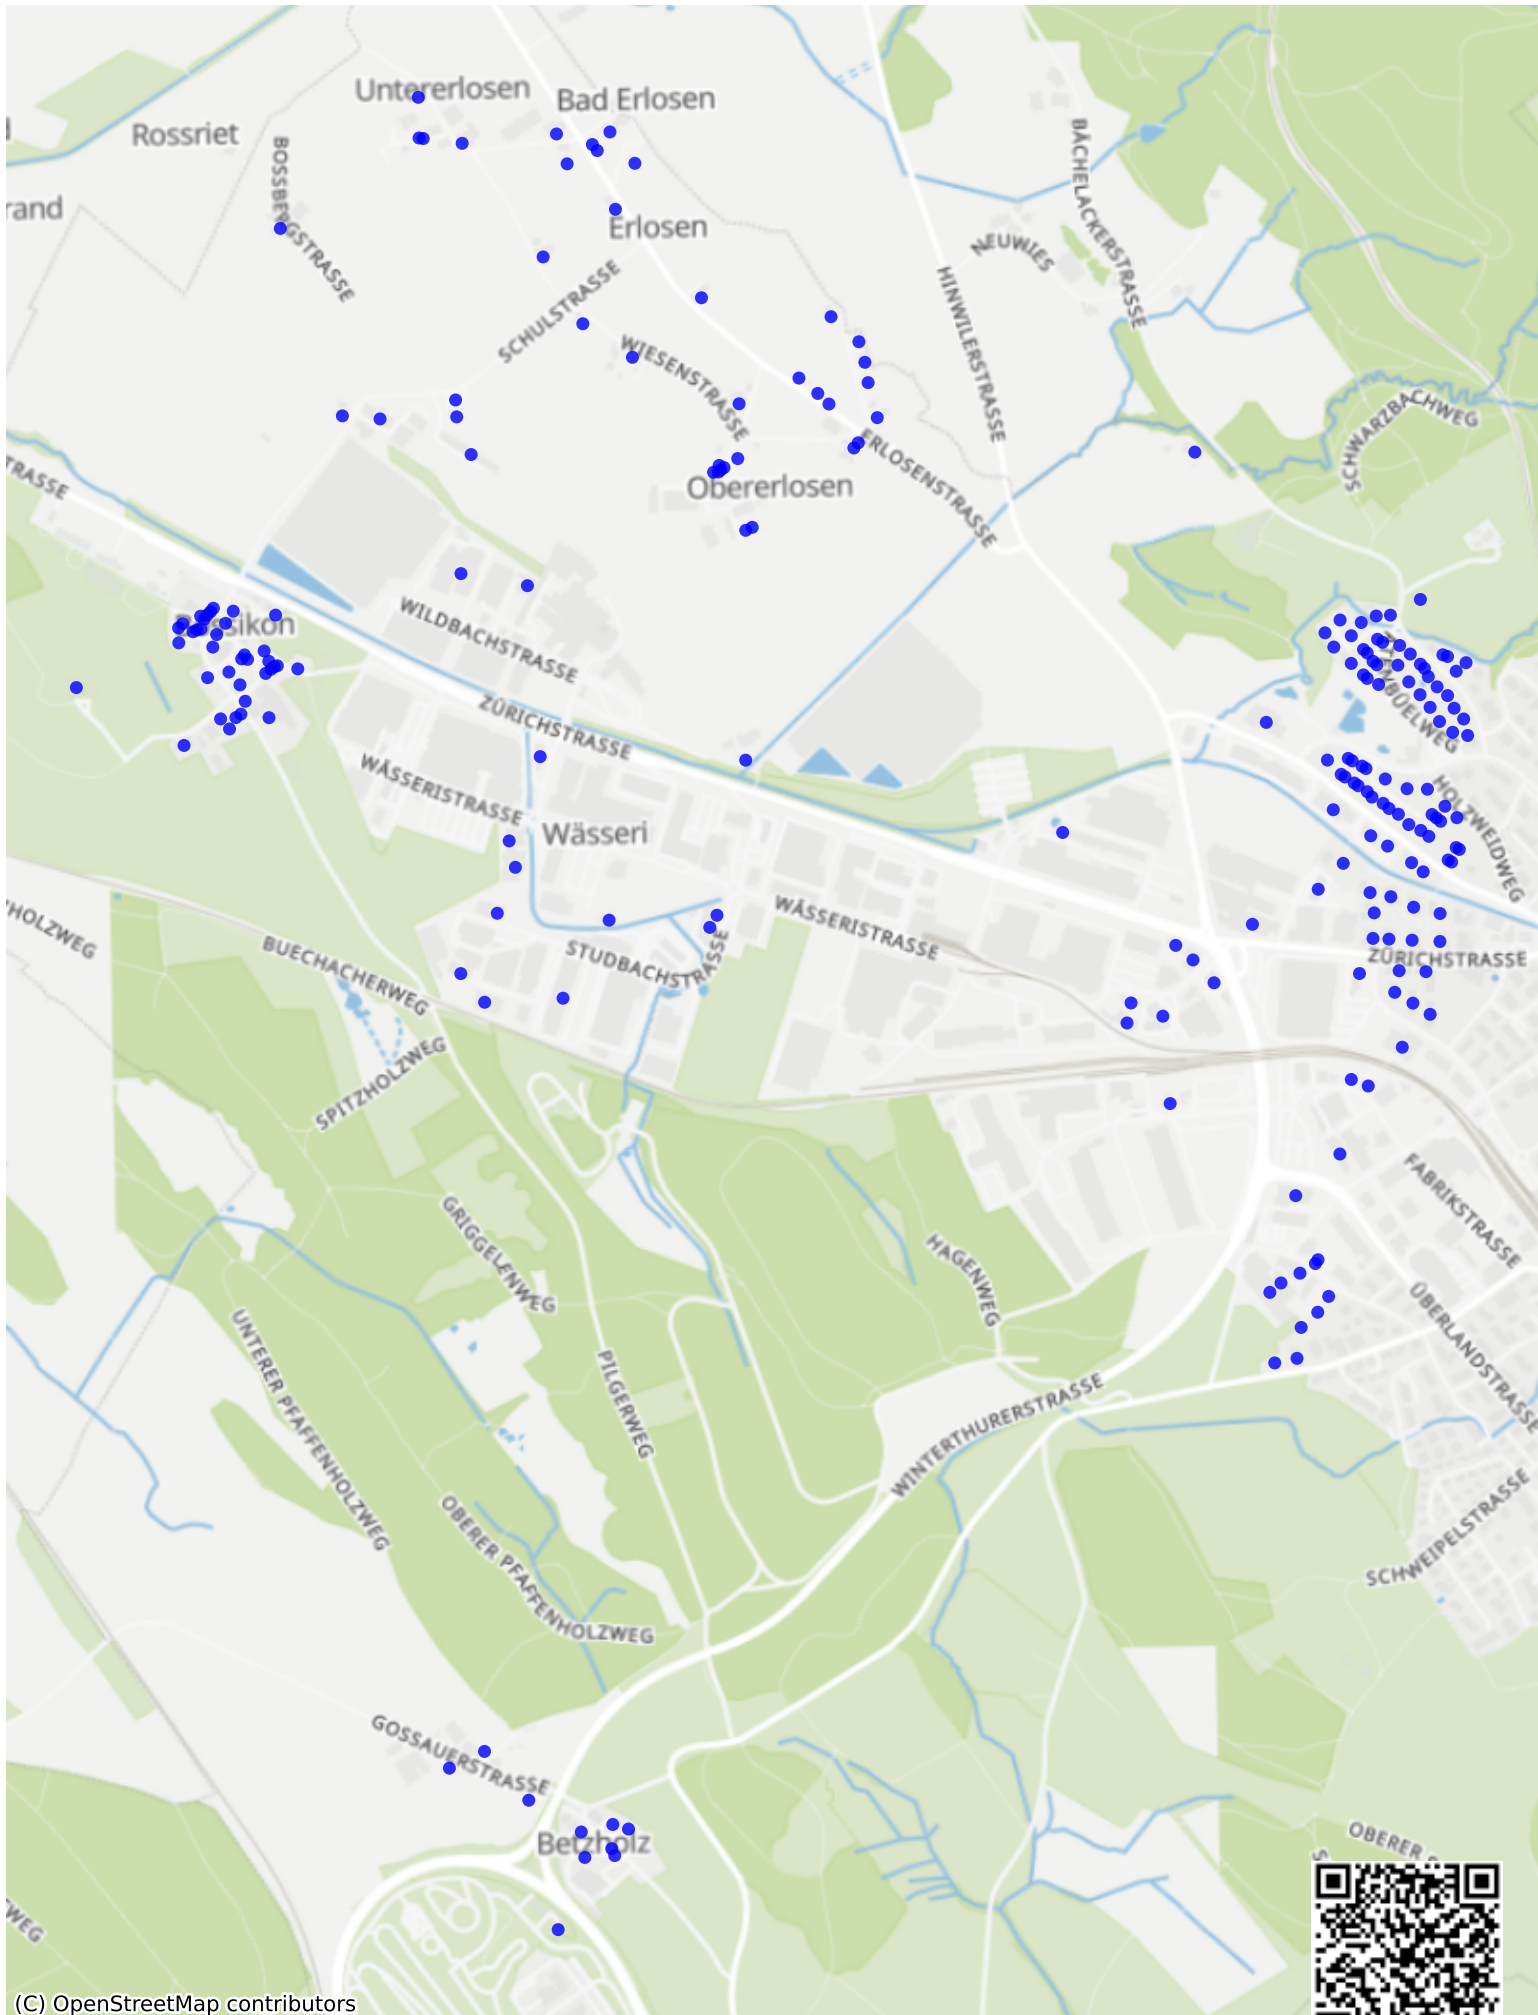 Untererlosen
Bad Erlosen
Rossriet
BOSSBERGSTRASSE
BÄCHELACKERSTRASSE
rand
Erlosen
NEUWIES
SCHULSTRASSE
HINWILERSTRASSE
WIESENSTRASSE
SCHWARZBACHWEG
ERLOSENSTRASSE
TRASSE
Obererlosen
WILDBACHSTRASSE
ZÜRICHSTRASSE
WÄSSERISTRASSE
HOLZWEIDWEG
Wässeri
HOLZWEG
WÄSSERISTRASSE
BUECHACHERWEG
STUDBACHSTRASSE
ZÜRICHSTRASSE
SPITZHOLZWEG
FABRIKSTRASSE
GRIGGELENWEG
HAGENWEG
ÜBERLANDSTRASSE
UNTERER PFAFFENHOLZWEG
PILGERWEG
WINTERTHURERSTRASSE
SCHWEIPELSTRASSE
OBERER PFAFFENHOLZWEG
GOSSAUERSTRASSE
Betzholz
OBERER S
WEG
(C) OpenStreetMap contributors